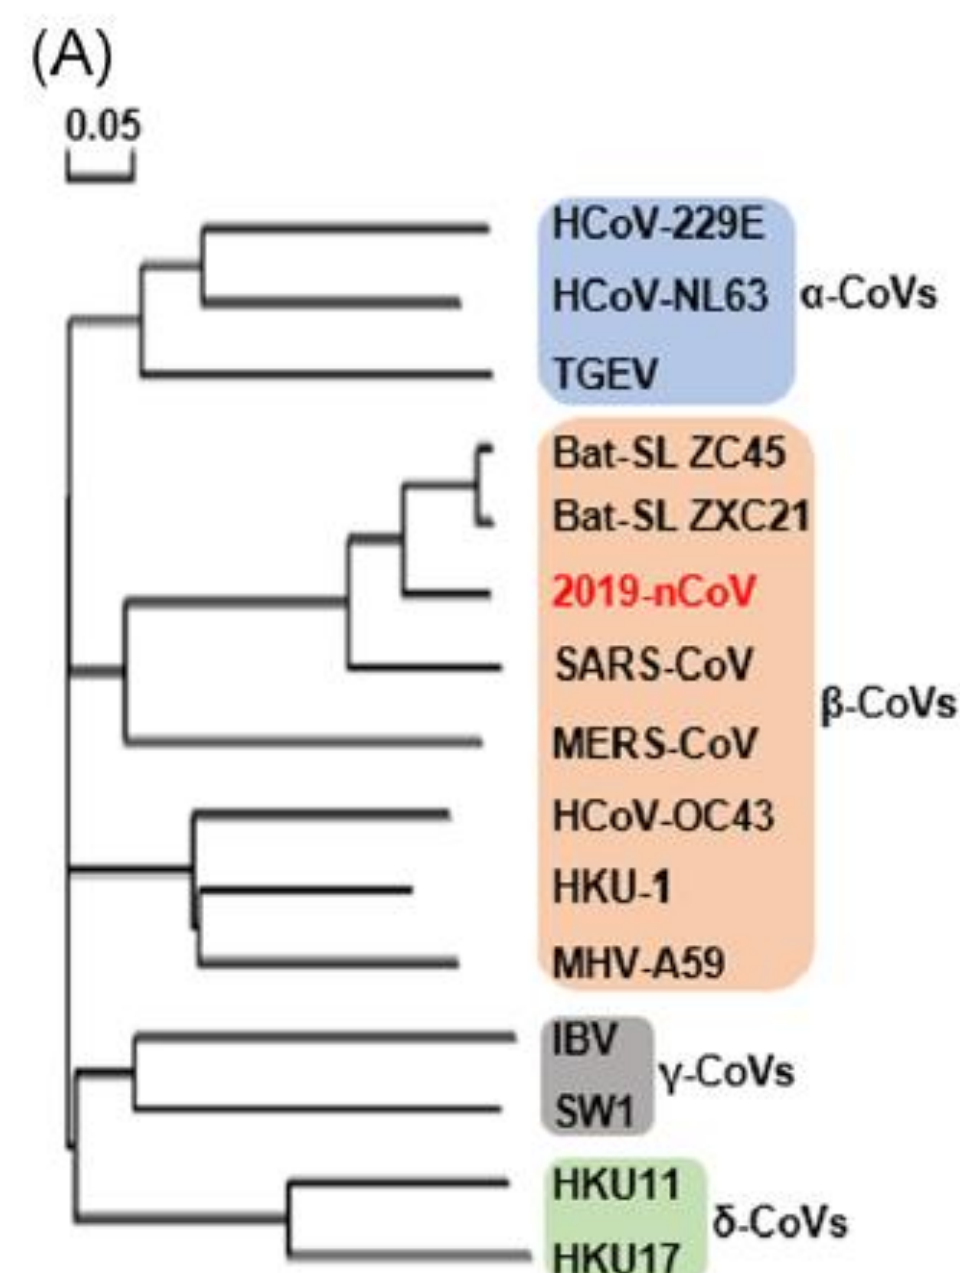 (A)
0.05
HCoV-229E
HCoV-NL63
α-CoVs
TGEV
Bat-SL ZC45
Bat-SL ZXC21
2019-nCoV
SARS-CoV
β-CoVs
MERS-CoV
HCoV-OC43
HKU-1
MHV-A59
IBV
γ-CoVs
SW1
HKU11
δ-CoVs
HKU17